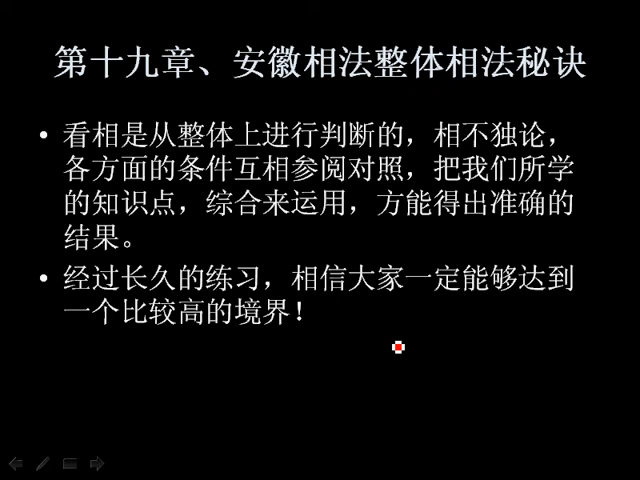 第十九章、安徽相法整体相法秘诀
• 看相是从整体上进行判断的，相不独论，
各方面的条件互相参阅对照，把我们所学
的知识点，综合来运用，方能得出准确的
结果。
• 经过长久的练习，相信大家一定能够达到
一个比较高的境界！